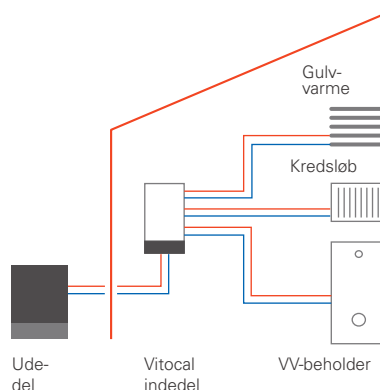 Gulv-
varme
Kredsløb
Ude-
del
Vitocal
indedel
VV-beholder